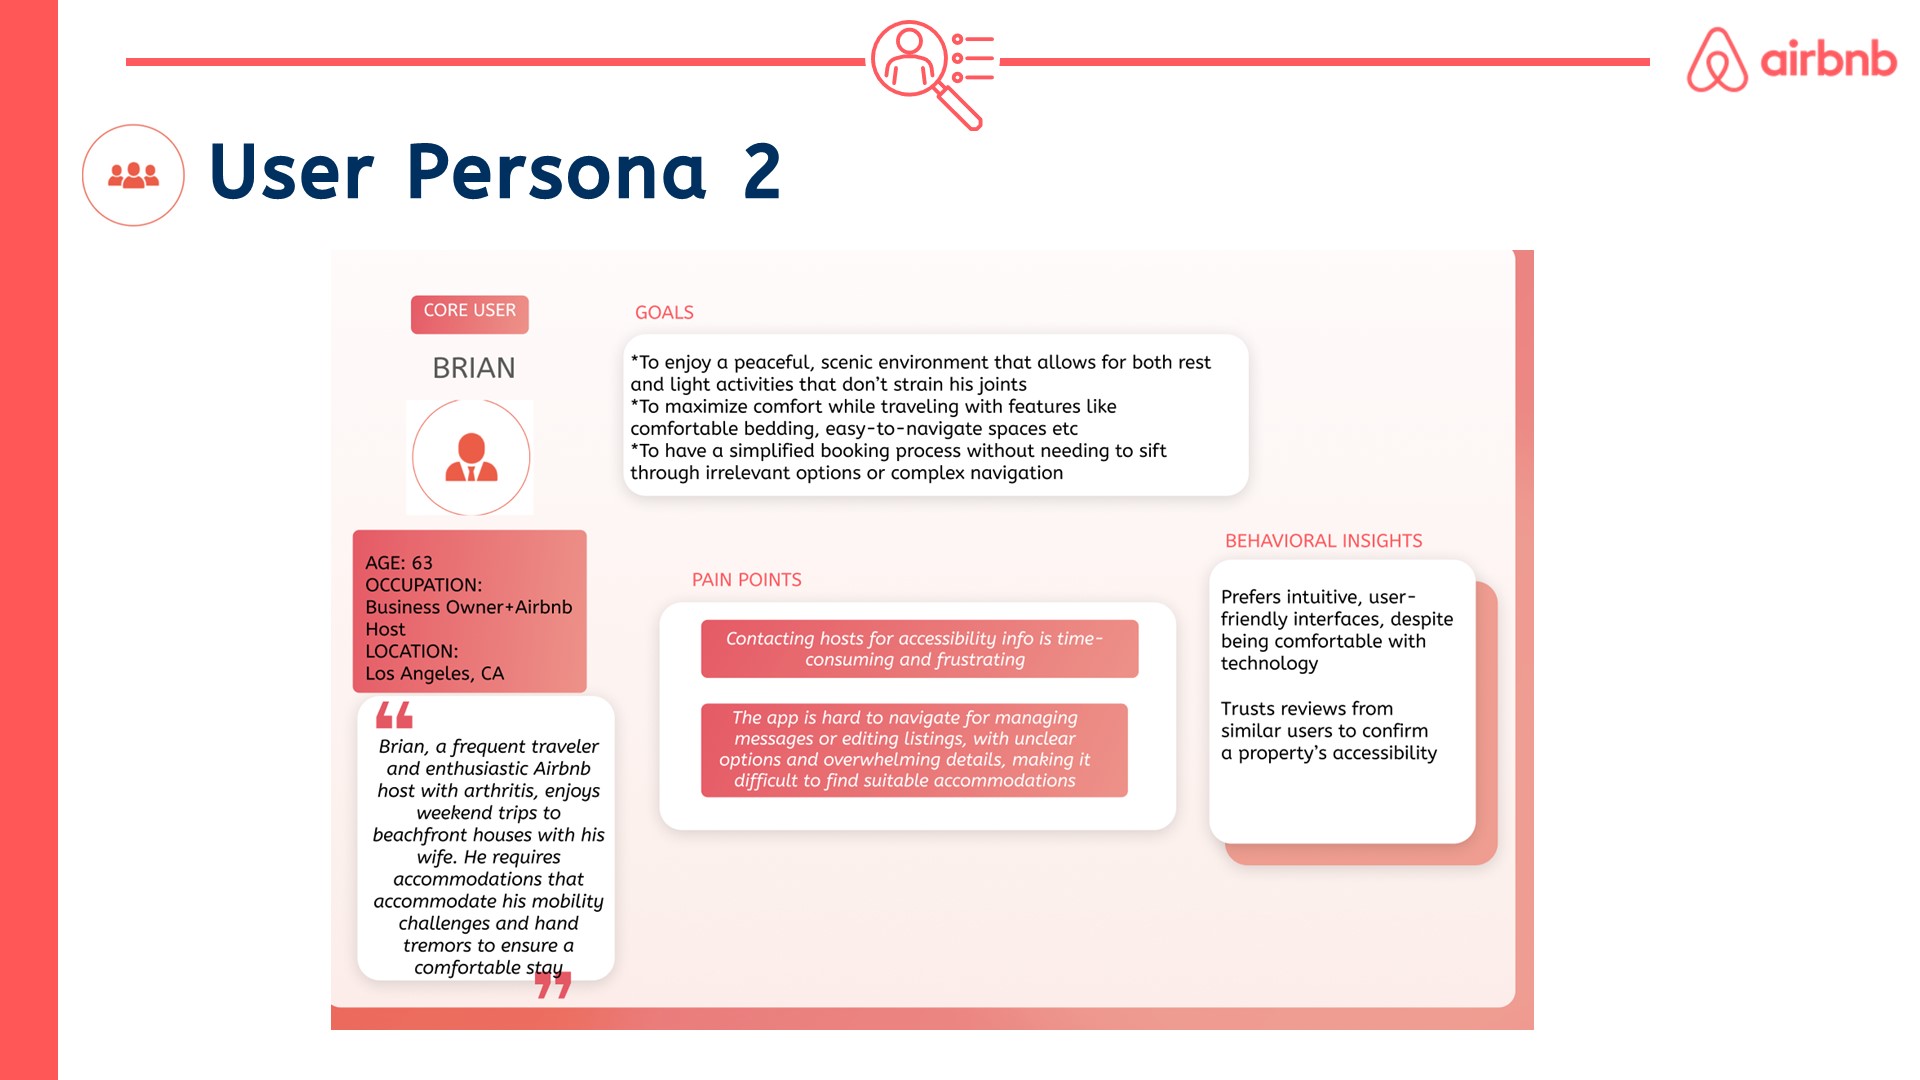 airbnb
User Persona 2
CORE USER
BRIAN
AGE: 63
OCCUPATION:
Business Owner+Airbnb
Host
LOCATION:
Los Angeles, CA
“
Brian, a frequent traveler
and enthusiastic Airbnb
host with arthritis, enjoys
weekend trips to
beachfront houses with his
wife. He requires
accommodations that
accommodate his mobility
challenges and hand
tremors to ensure a
comfortable stay
”
GOALS
*To enjoy a peaceful, scenic environment that allows for both rest
and light activities that don’t strain his joints
*To maximize comfort while traveling with features like
comfortable bedding, easy-to-navigate spaces etc
*To have a simplified booking process without needing to sift
through irrelevant options or complex navigation
PAIN POINTS
Contacting hosts for accessibility info is time-
consuming and frustrating
The app is hard to navigate for managing
messages or editing listings, with unclear
options and overwhelming details, making it
difficult to find suitable accommodations
BEHAVIORAL INSIGHTS
Prefers intuitive, user-
friendly interfaces, despite
being comfortable with
technology
Trusts reviews from
similar users to confirm
a property’s accessibility